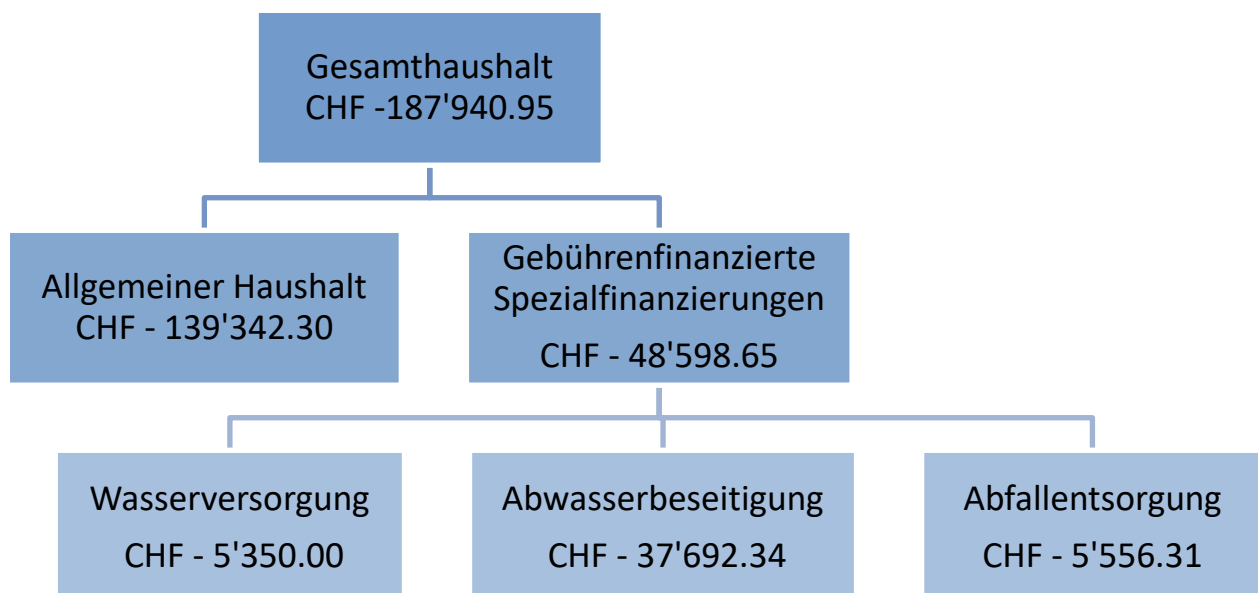 Gesamthaushalt
CHF -187'940.95
Allgemeiner Haushalt
CHF - 139'342.30
Gebührenfinanzierte
Spezialfinanzierungen
CHF - 48'598.65
Wasserversorgung
CHF - 5'350.00
Abwasserbeseitigung
CHF - 37'692.34
Abfallentsorgung
CHF - 5'556.31